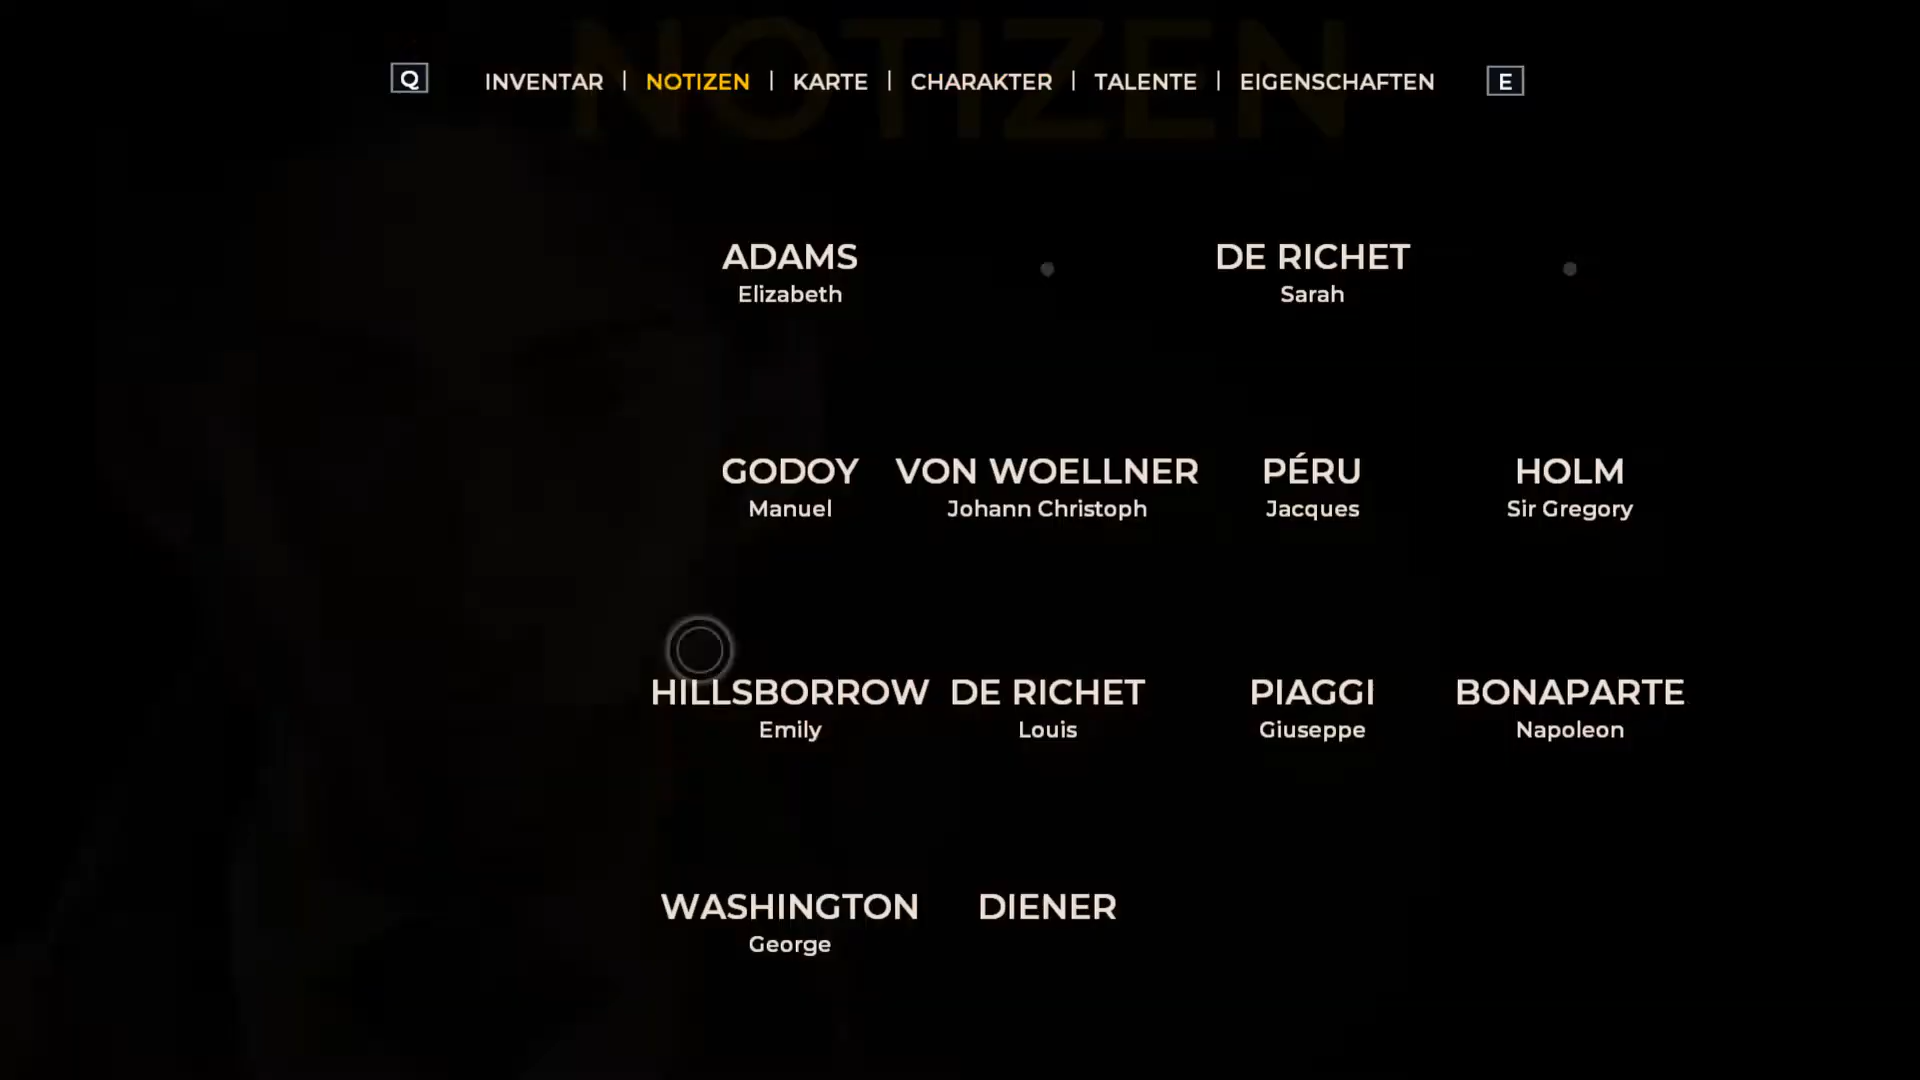 NOTIZEN
Q INVENTAR | NOTIZEN | KARTE | CHARAKTER | TALENTE | EIGENSCHAFTEN E
ADAMS DE RICHET
Elizabeth Sarah
GODOY VON WOELLNER PÉRU HOLM
Manuel Johann Christoph Jacques Sir Gregory
HILLSBORROW DE RICHET PIAGGI BONAPARTE
Emily Louis Giuseppe Napoleon
WASHINGTON DIENER
George